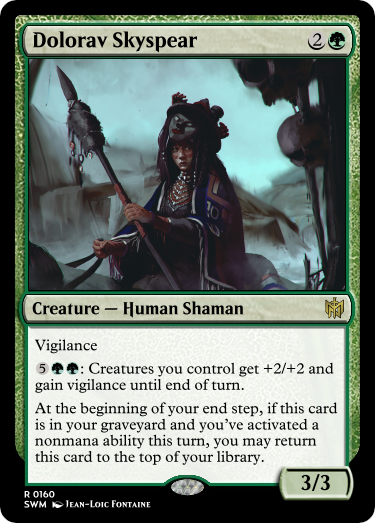 Dolorav Skyspear 2
Creature — Human Shaman
Vigilance
5: Creatures you control get +2/+2 and
gain vigilance until end of turn.
At the beginning of your end step, if this card
is in your graveyard and you've activated a
nonmana ability this turn, you may return
this card to the top of your library.
3/3
R 0160
SWM Jean-Loic Fontaine